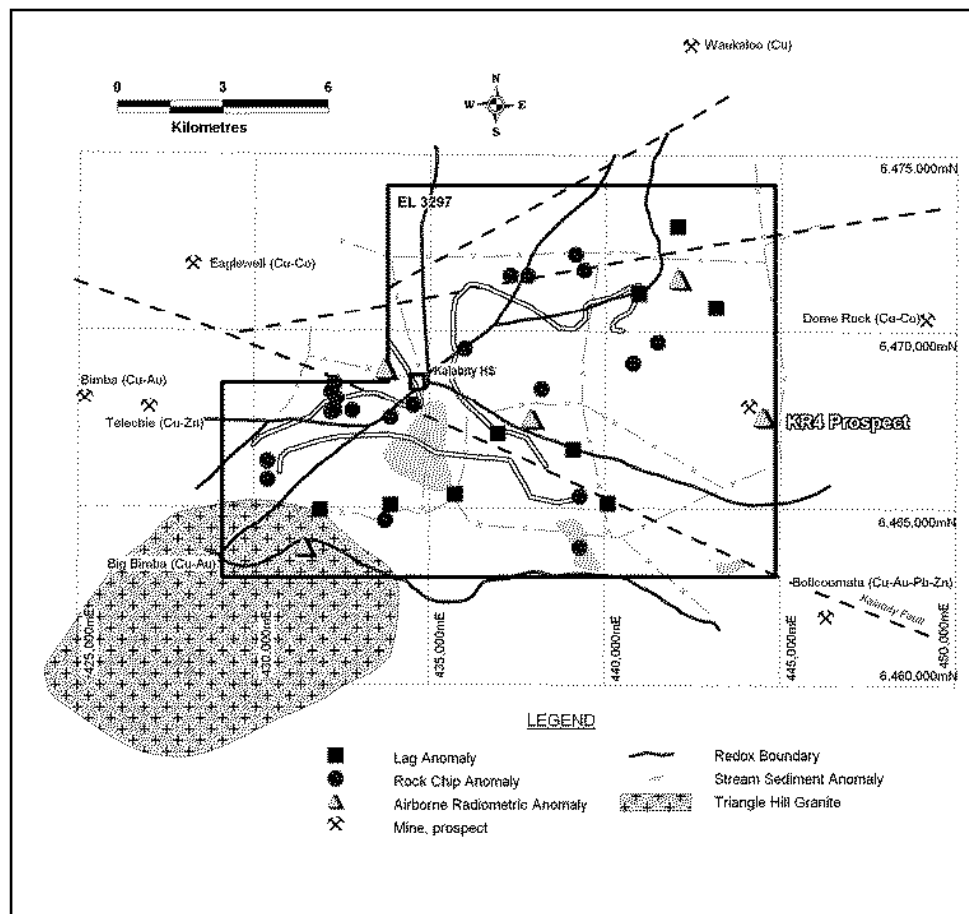 Waukaloo (Cu)
0 3 6
Kilometres
N
W E
S
6,475,000mN
EL 3297
Eaglewell (Cu-Co)
Dome Rock (Cu-Co)
6,470,000mN
Kalabity HS
Bimba (Cu-Au)
Telechie (Cu-Zn)
KR4 Prospect
6,465,000mN
Big Bimba (Cu-Au)
(Cu-Au-Pb-Zn)
Kalabity Fault
425,000mE
430,000mE
435,000mE
440,000mE
445,000mE
450,000mE
6,460,000mN
LEGEND
Lag Anomaly
Rock Chip Anomaly
Airborne Radiometric Anomaly
Mine, prospect
Redox Boundary
Stream Sediment Anomaly
Triangle Hill Granite